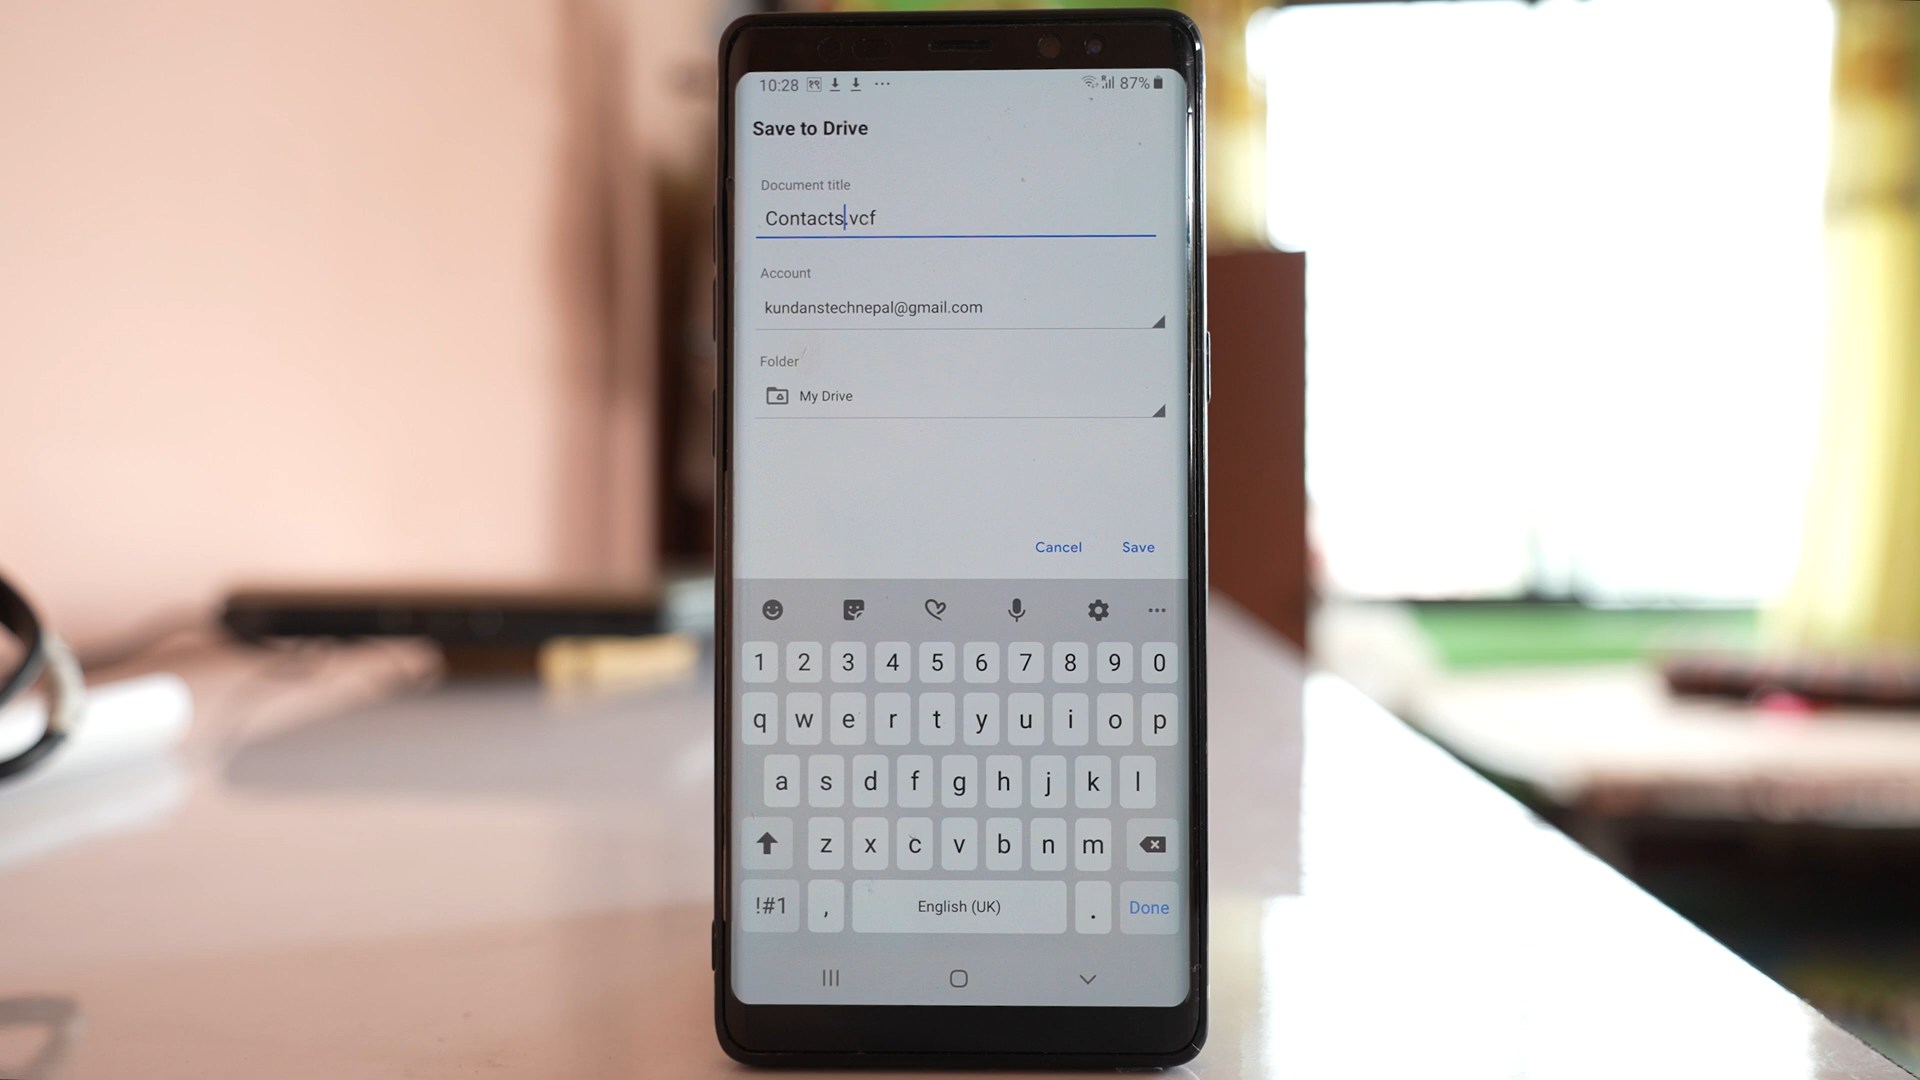 10:28 87%
Save to Drive
Document title
Contacts.vcf
Account
kundanstechnepal@gmail.com
Folder
My Drive
Cancel Save
1 2 3 4 5 6 7 8 9 0
q w e r t y u i o p
a s d f g h j k l
z x c v b n m
!#1 , English (UK) . Done